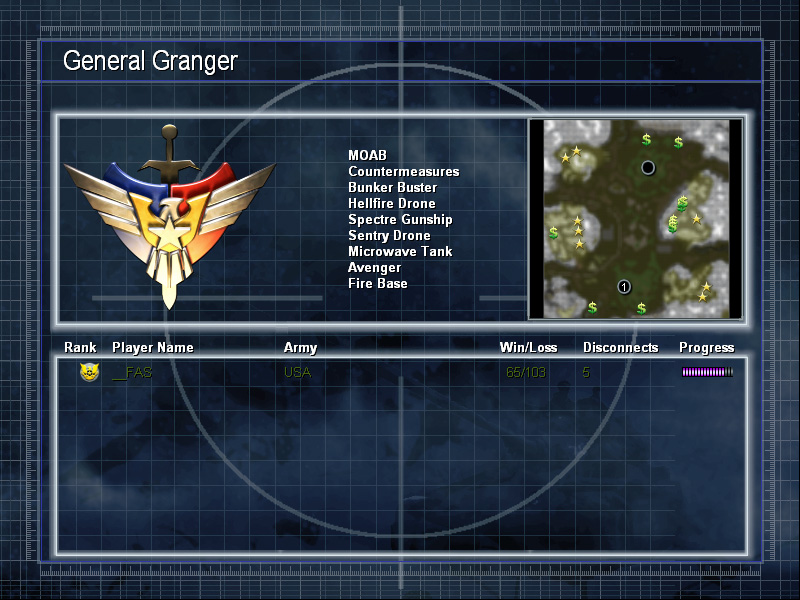 General Granger
MOAB
Countermeasures
Bunker Buster
Hellfire Drone
Spectre Gunship
Sentry Drone
Microwave Tank
Avenger
Fire Base
$ $
$
$
$
1
$ $
Rank Player Name Army Win/Loss Disconnects Progress
__FAS USA 65/103 5